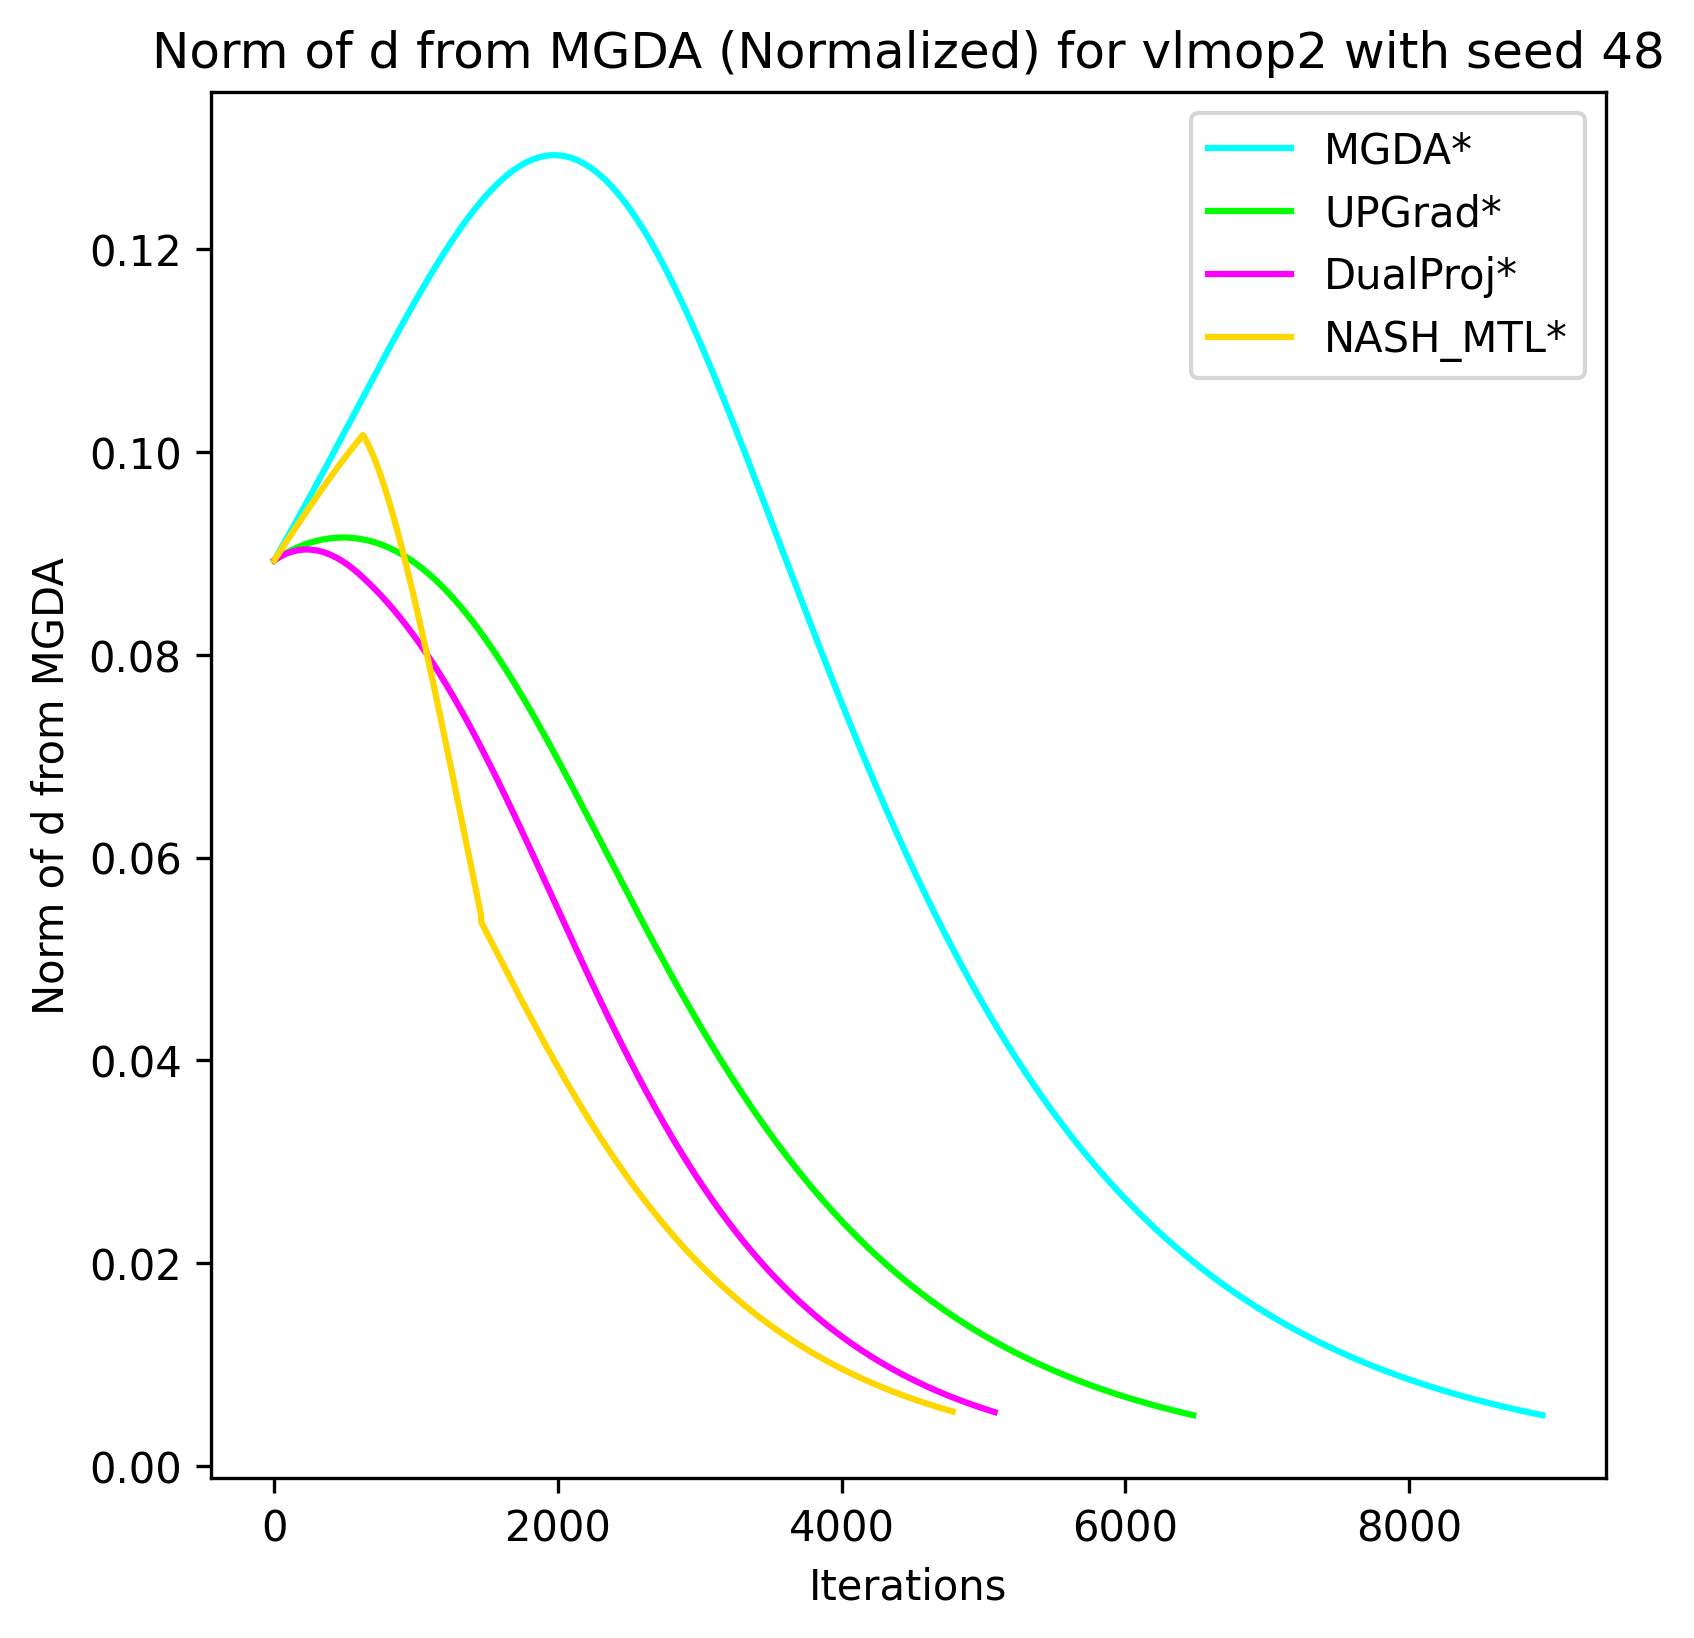 Norm of d from MGDA (Normalized) for vlmop2 with seed 48
MGDA*
UPGrad*
DualProj*
NASH_MTL*
Norm of d from MGDA
0.12
0.10
0.08
0.06
0.04
0.02
0.00
0 2000 4000 6000 8000
Iterations